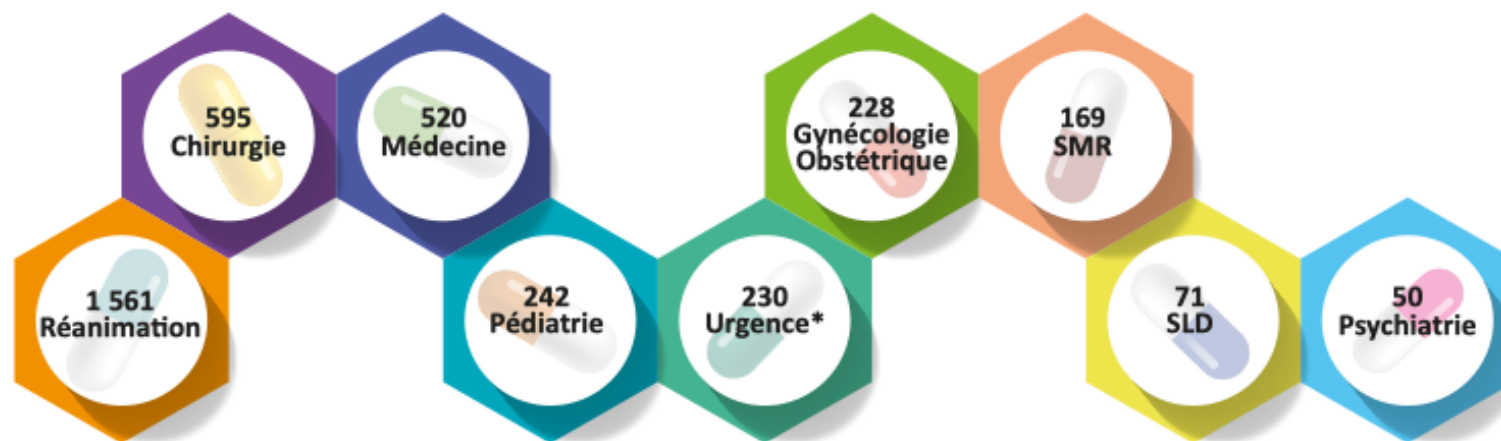 1 561
Réanimation
595
Chirurgie
520
Médecine
242
Pédiatrie
230
Urgence*
228
Gynécologie
Obstétrique
169
SMR
71
SLD
50
Psychiatrie